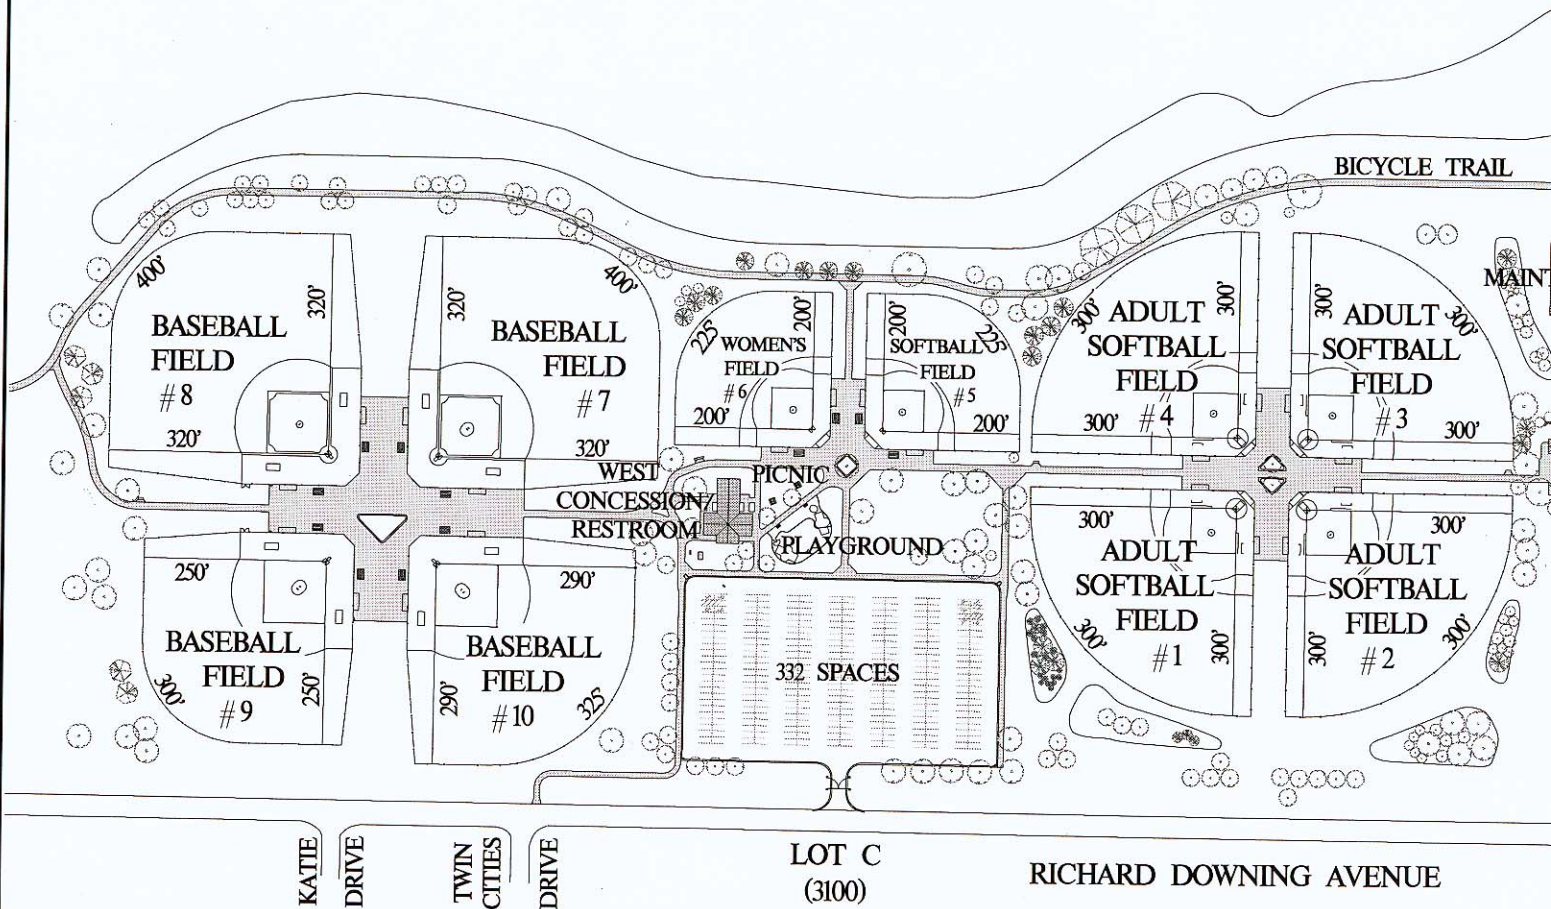 BICYCLE TRAIL
MAINT
400'
320'
BASEBALL
FIELD
#8
320'
320'
400'
BASEBALL
FIELD
#7
320'
225
200'
WOMEN'S
FIELD
#6
200'
200'
225
SOFTBALL
FIELD
#5
200'
300'
300'
ADULT
SOFTBALL
FIELD
#4
300'
300'
300'
ADULT
SOFTBALL
FIELD
#3
300'
WEST
CONCESSION/
RESTROOM
PICNIC
PLAYGROUND
250'
BASEBALL
FIELD
#9
300'
250'
290'
BASEBALL
FIELD
#10
290'
325
332 SPACES
300'
ADULT
SOFTBALL
FIELD
#1
300'
300'
300'
ADULT
SOFTBALL
FIELD
#2
300'
300'
KATIE
DRIVE
TWIN
CITIES
DRIVE
LOT C
(3100)
RICHARD DOWNING AVENUE